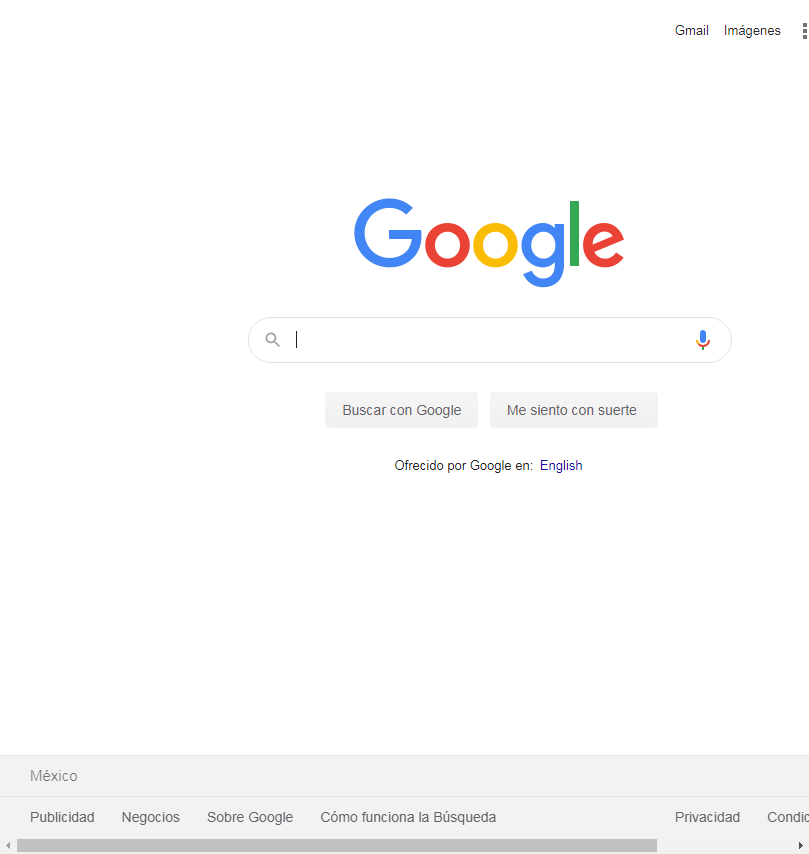 Gmail Imágenes
Google
Buscar con Google Me siento con suerte
Ofrecido por Google en: English
México
Publicidad Negocios Sobre Google Cómo funciona la Búsqueda Privacidad Condic